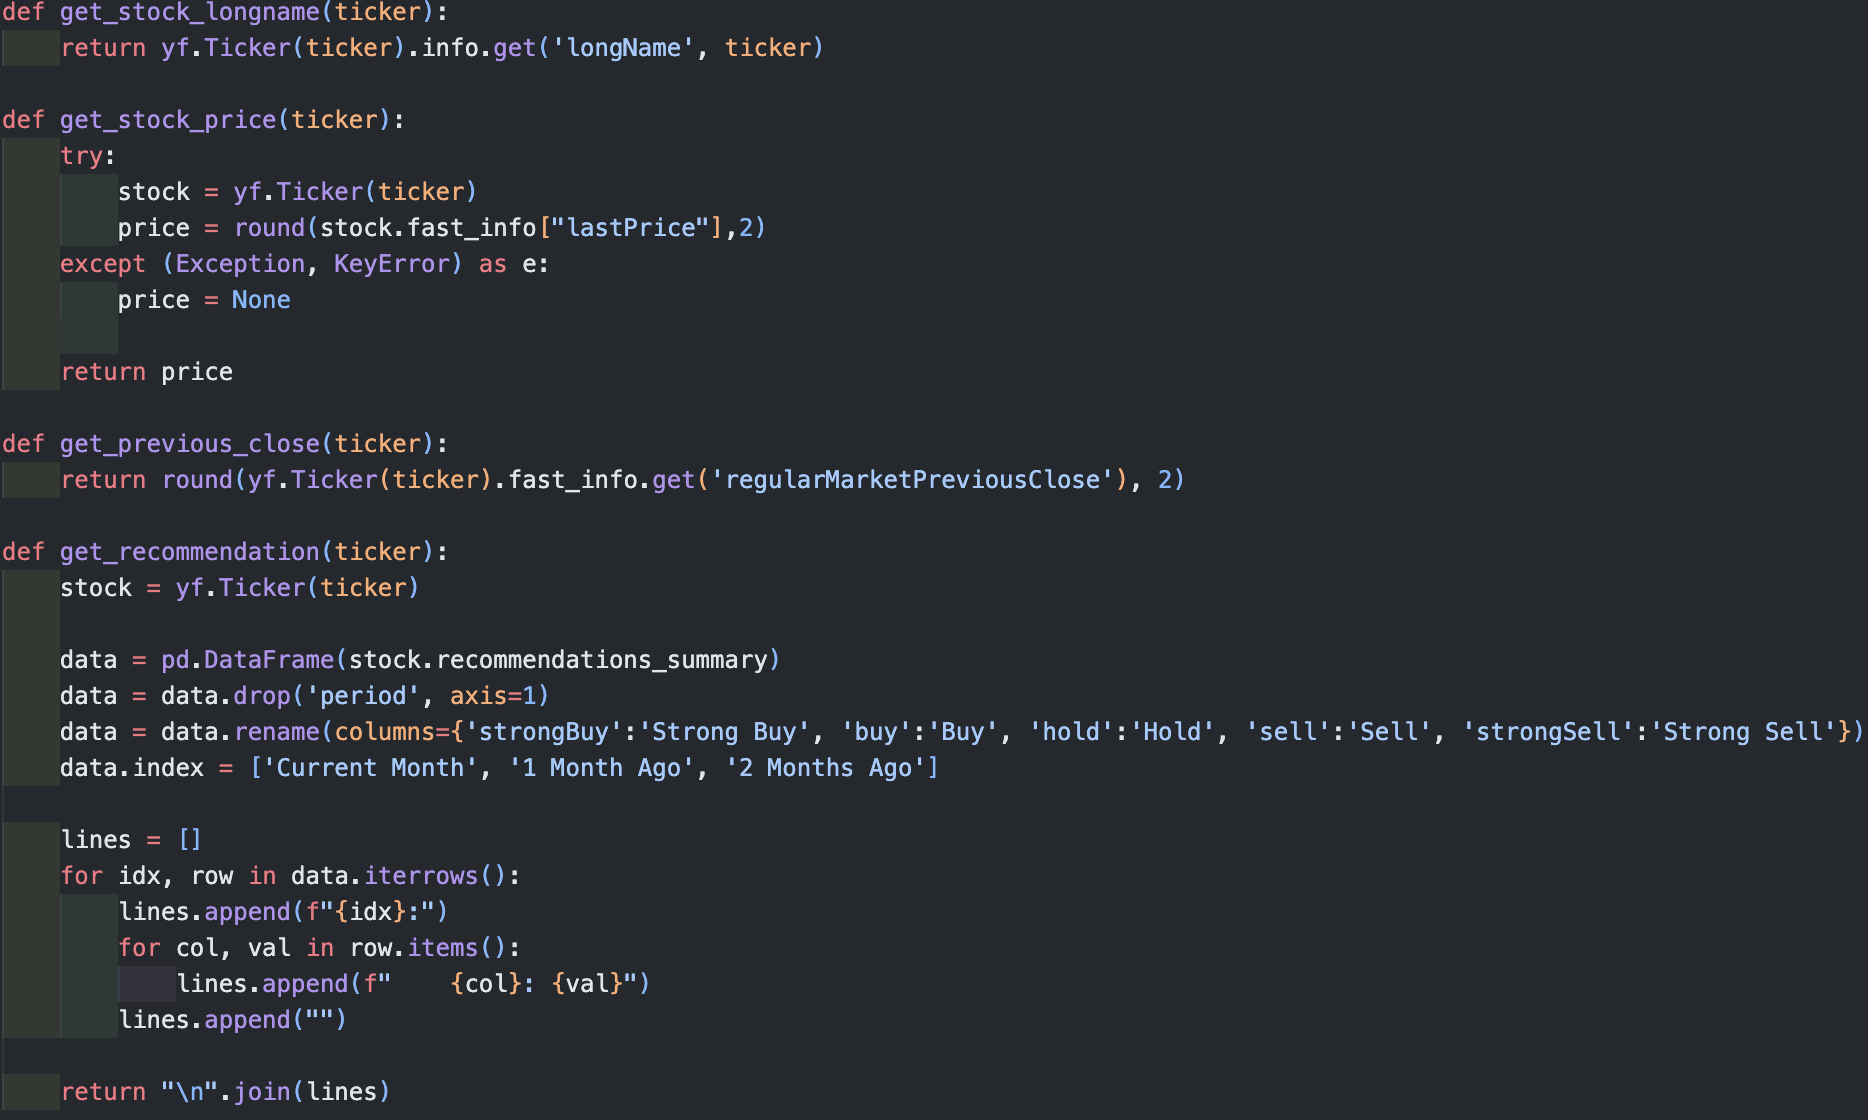 def get_stock_longname(ticker):
    return yf.Ticker(ticker).info.get('longName', ticker)

def get_stock_price(ticker):
    try:
        stock = yf.Ticker(ticker)
        price = round(stock.fast_info["lastPrice"],2)
    except (Exception, KeyError) as e:
        price = None

    return price

def get_previous_close(ticker):
    return round(yf.Ticker(ticker).fast_info.get('regularMarketPreviousClose'), 2)

def get_recommendation(ticker):
    stock = yf.Ticker(ticker)

    data = pd.DataFrame(stock.recommendations_summary)
    data = data.drop('period', axis=1)
    data = data.rename(columns={'strongBuy':'Strong Buy', 'buy':'Buy', 'hold':'Hold', 'sell':'Sell', 'strongSell':'Strong Sell'})
    data.index = ['Current Month', '1 Month Ago', '2 Months Ago']

    lines = []
    for idx, row in data.iterrows():
        lines.append(f"{idx}:")
        for col, val in row.items():
            lines.append(f"    {col}: {val}")
        lines.append("")

    return "\n".join(lines)